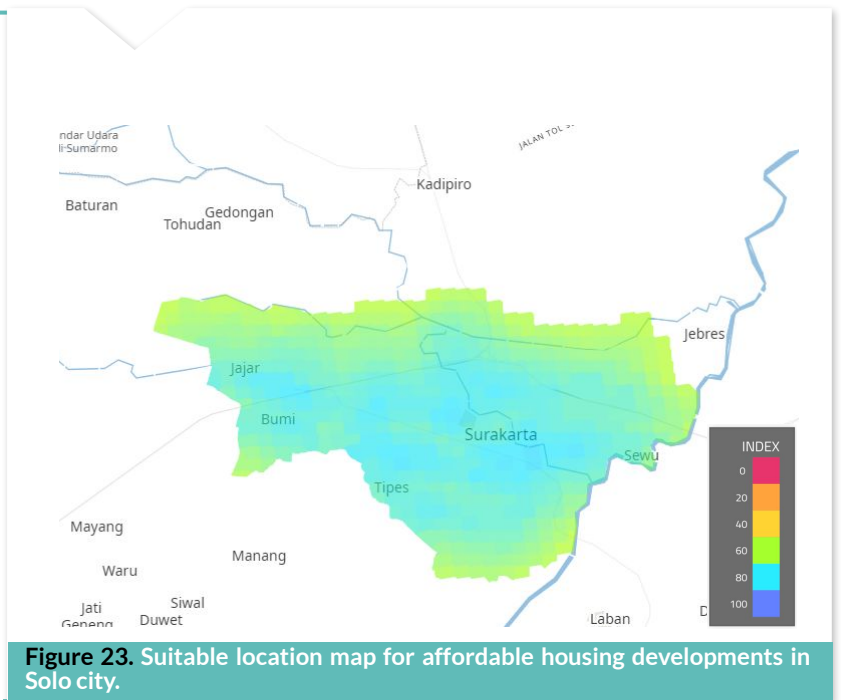 ndar Udara
li Sumarmo
JALAN TOL S
Kadipiro
Baturan
Gedongan
Tohudan
Jebres
Jajar
Bumi
Surakarta
Sewu
Tipes
INDEX
0
20
40
60
80
100
Mayang
Manang
Waru
Jati
Geneng
Siwal
Duwet
Laban
D
Figure 23. Suitable location map for affordable housing developments in
Solo city.